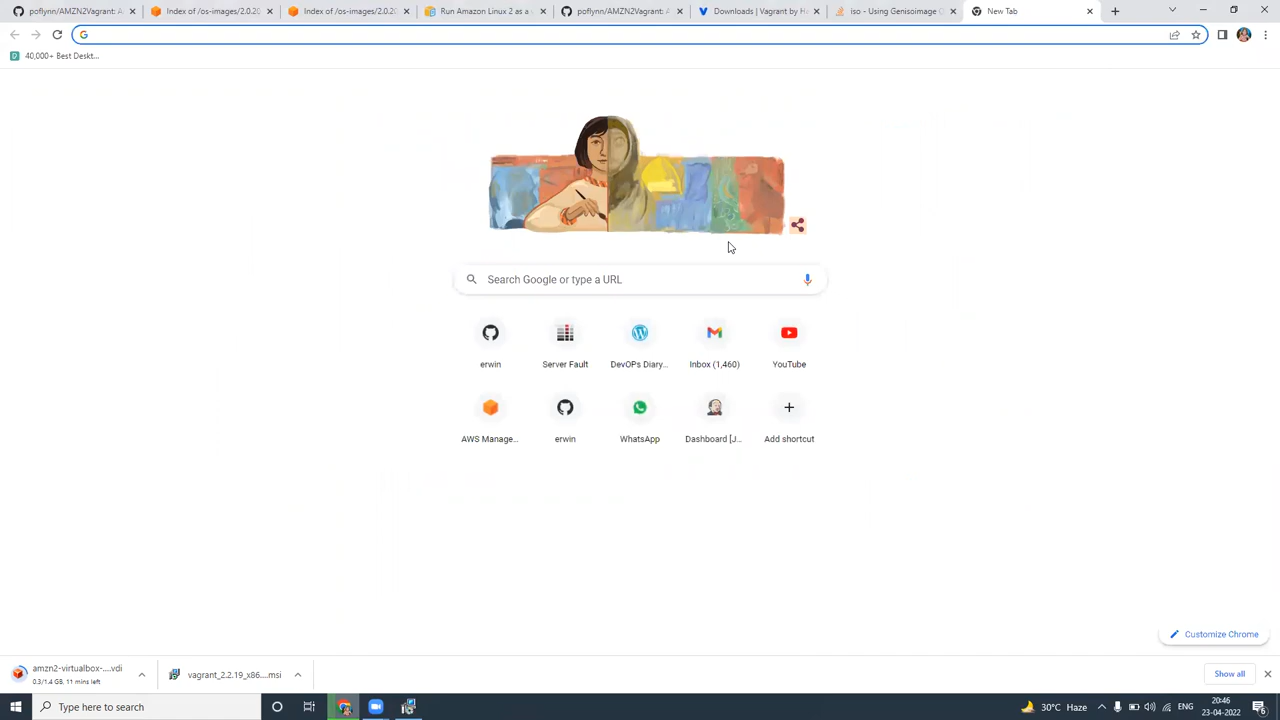 poflynn/AMZN2Vagrant: A
Index of /os-images/2.0.20
Index of /os-images/2.0.20
Run Amazon Linux 2 as a v
poflynn/AMZN2Vagrant: A
Downloads | Vagrant by Ha
iso - Using Genisoimage O
New Tab
40,000+ Best Deskt...
Search Google or type a URL
erwin
Server Fault
DevOPs Diary...
Inbox (1,460)
YouTube
AWS Manage...
erwin
WhatsApp
Dashboard [J...
Add shortcut
Customize Chrome
amzn2-virtualbox-....vdi
0.3/1.4 GB, 11 mins left
vagrant_2.2.19_x86....msi
Show all
Type here to search
30°C Haze
ENG
20:46
23-04-2022
6